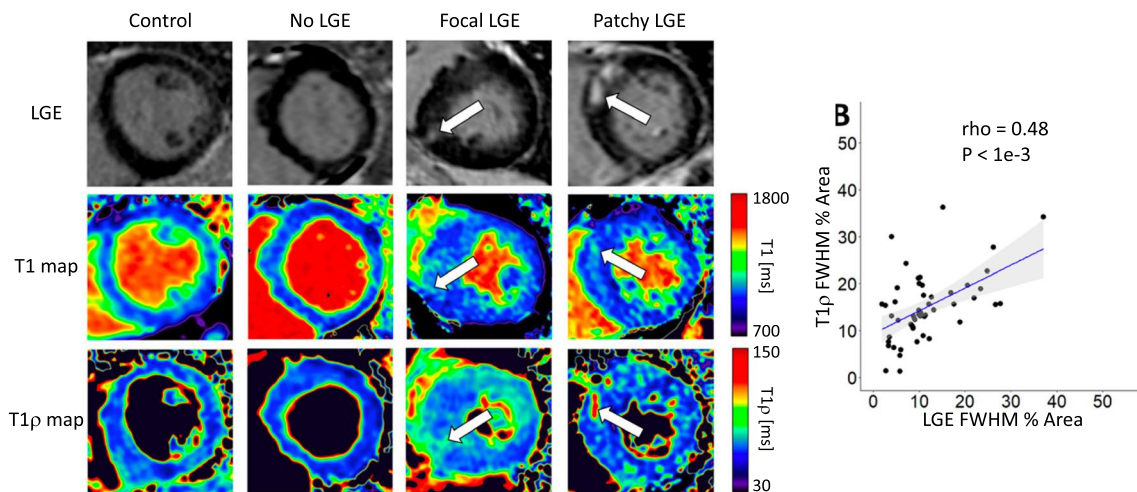 Control
No LGE
Focal LGE
Patchy LGE
LGE
T1 map
1800
T1 [ms]
700
T1ρ map
150
T1ρ [ms]
30
B
rho = 0.48
P < 1e-3
T1ρ FWHM % Area
50
40
30
20
10
0
0 10 20 30 40 50
LGE FWHM % Area